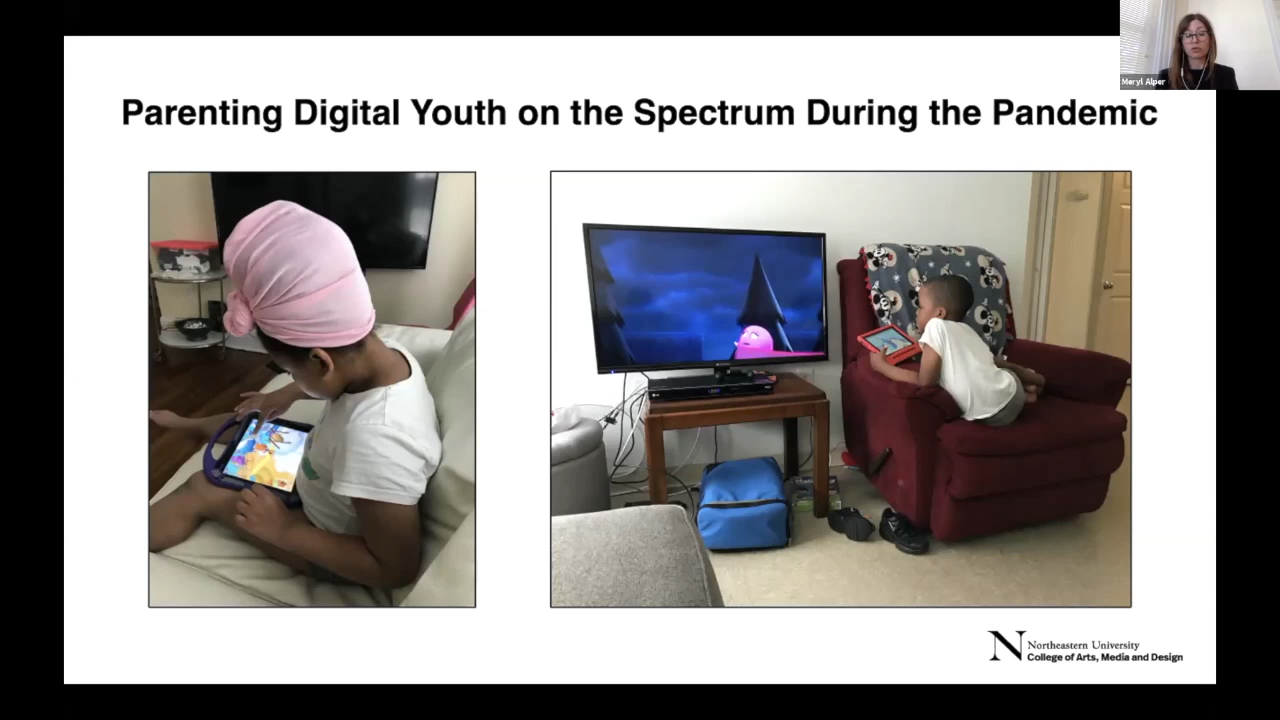 Meryl Alper
Parenting Digital Youth on the Spectrum During the Pandemic
Northeastern University
College of Arts, Media and Design